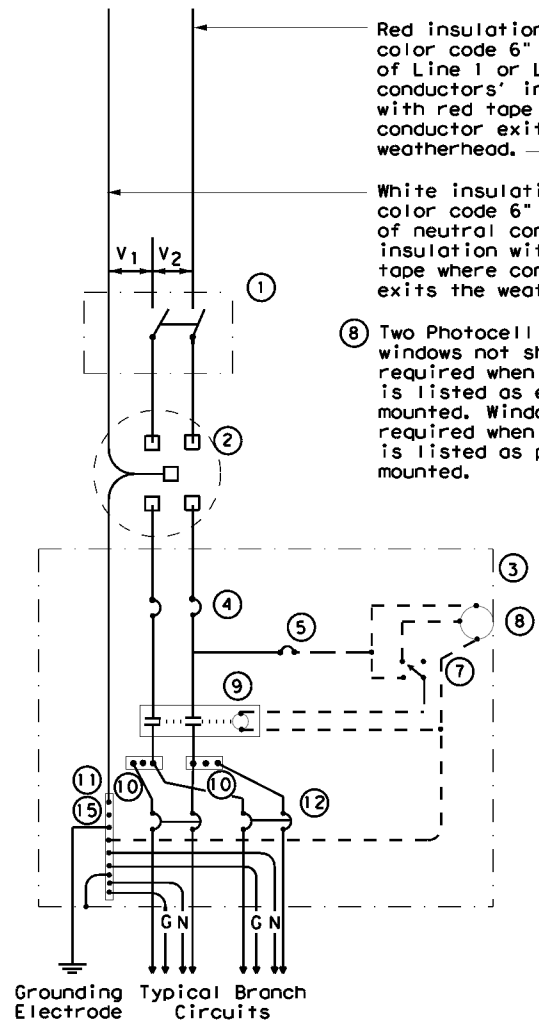 Red insulation
color code 6"
of Line 1 or L
conductors' in
with red tape
conductor exit
weatherhead.
White insulati
color code 6"
of neutral con
insulation wit
tape where con
exits the weat
V1 V2
1
8 Two Photocell
windows not sh
required when
is listed as e
mounted. Windo
required when
is listed as p
mounted.
2
3
4
5
8
7
9
11
10
10
12
15
G N
G N
Grounding
Electrode
Typical Branch
Circuits